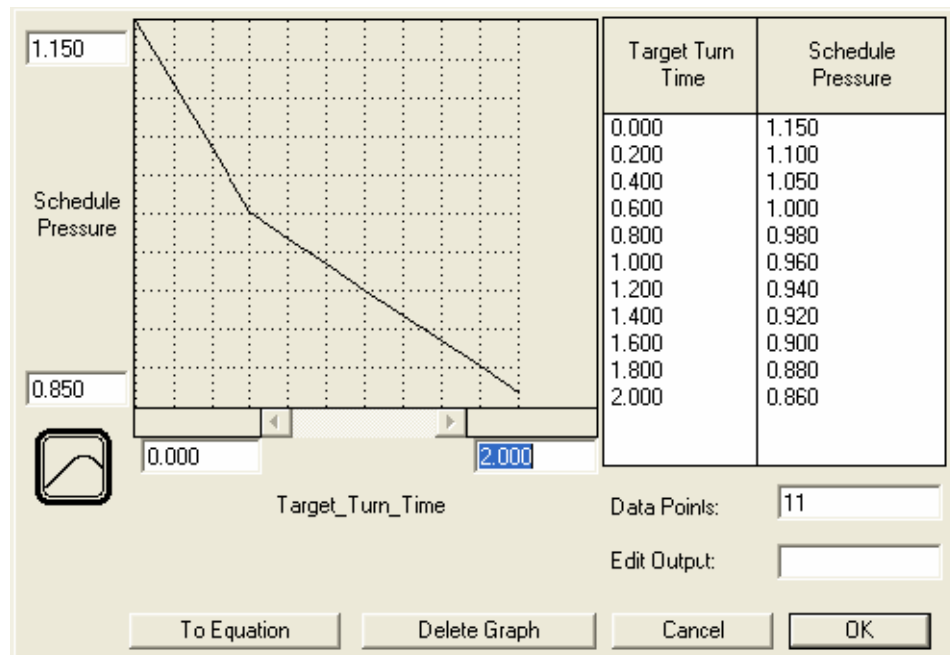 1.150
Schedule
Pressure
0.850
0.000
2.000
Target_Turn_Time
Target Turn
Time
Schedule
Pressure
0.000 1.150
0.200 1.100
0.400 1.050
0.600 1.000
0.800 0.980
1.000 0.960
1.200 0.940
1.400 0.920
1.600 0.900
1.800 0.880
2.000 0.860
Data Points: 11
Edit Output:
To Equation
Delete Graph
Cancel
OK